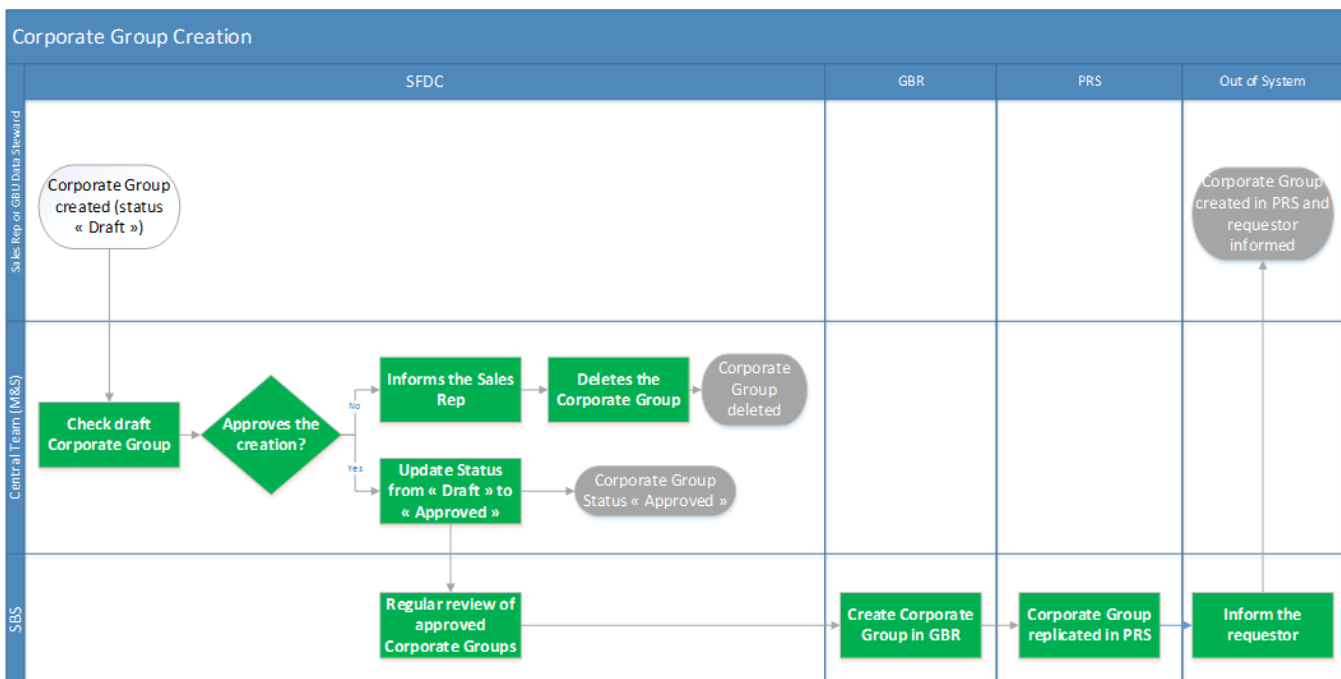 Corporate Group Creation
SFDC
GBR
PRS
Out of System
Sales Rep or GBU Data Steward
Corporate Group
created (status
« Draft »)
Corporate Group
created in PRS and
requestor
informed
Central Team (M&S)
Check draft
Corporate Group
Approves the
creation?
No
Yes
Informs the Sales
Rep
Deletes the
Corporate Group
Corporate
Group
deleted
Update Status
from « Draft » to
« Approved »
Corporate Group
Status « Approved »
SBS
Regular review of
approved
Corporate Groups
Create Corporate
Group in GBR
Corporate Group
replicated in PRS
Inform the
requestor